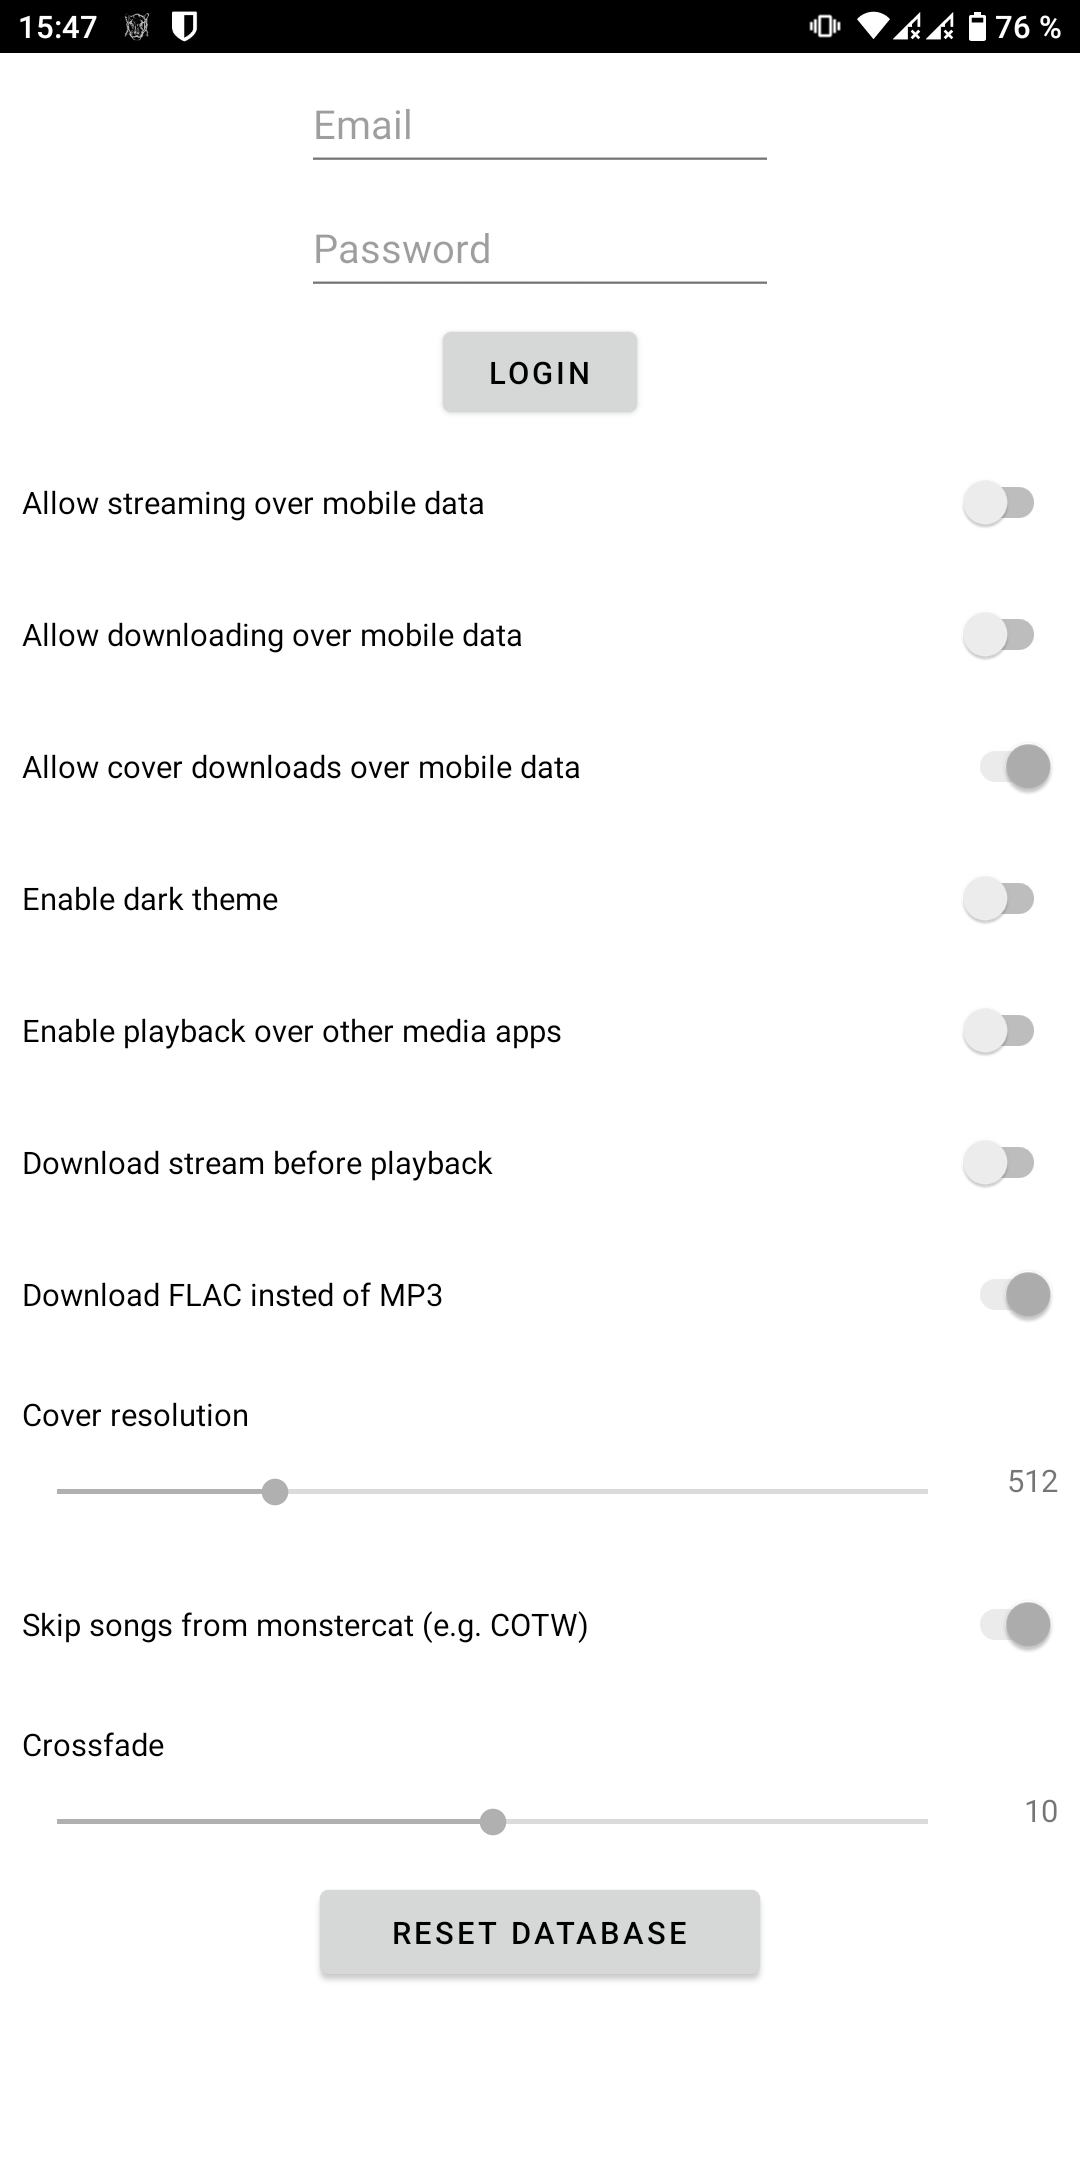 15:47 76 %
Email
Password
LOGIN
Allow streaming over mobile data
Allow downloading over mobile data
Allow cover downloads over mobile data
Enable dark theme
Enable playback over other media apps
Download stream before playback
Download FLAC insted of MP3
Cover resolution
512
Skip songs from monstercat (e.g. COTW)
Crossfade
10
RESET DATABASE